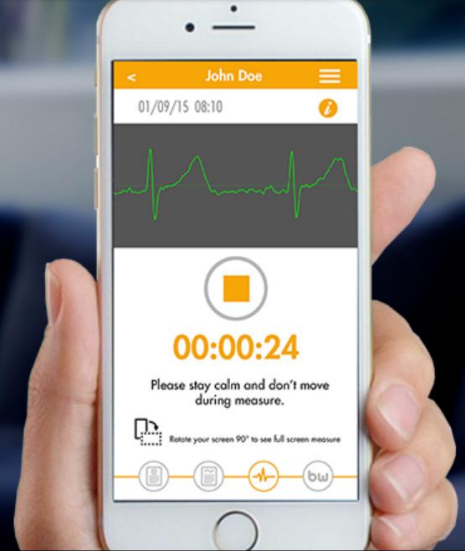 <
John Doe
01/09/15 08:10
i
00:00:24
Please stay calm and don't move
during measure.
Rotate your screen 90° to see full screen measure
bw